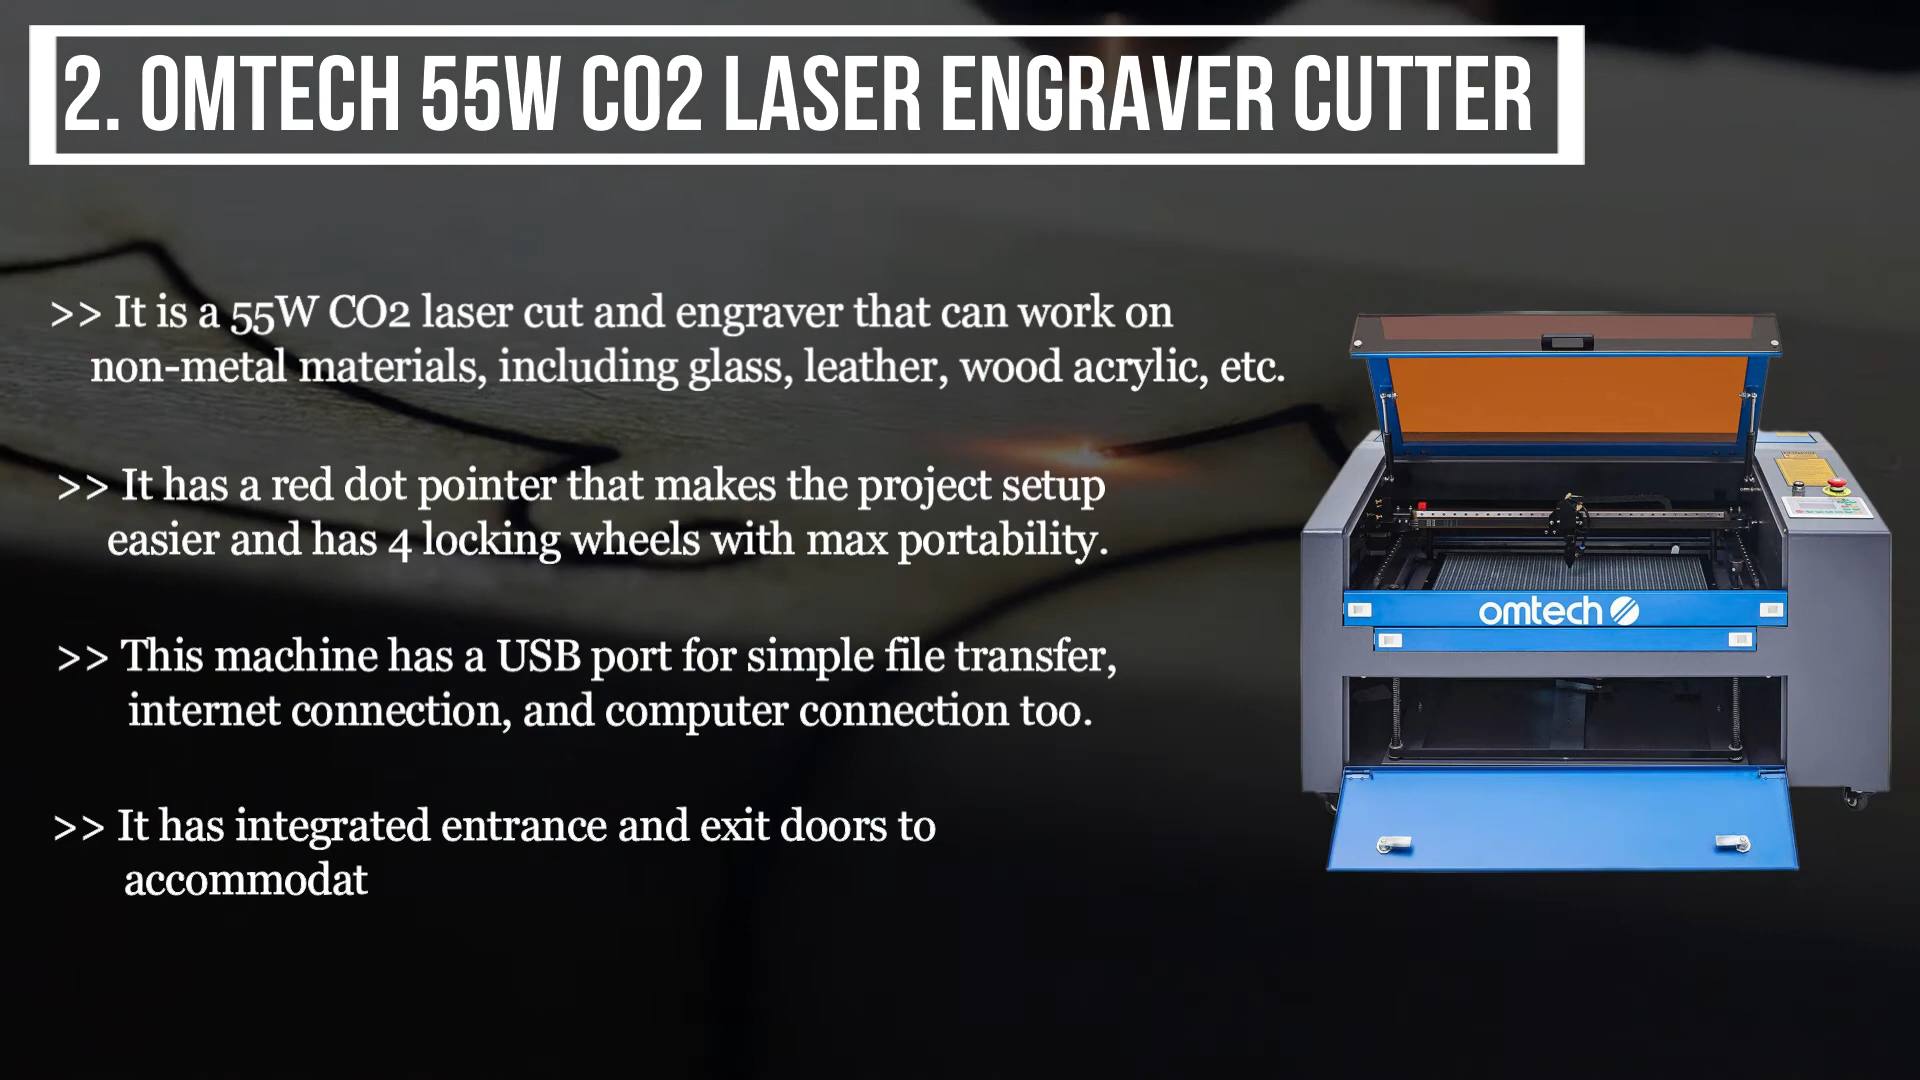 2. OMTECH 55W CO2 LASER ENGRAVER CUTTER
>> It is a 55W CO2 laser cut and engraver that can work on
non-metal materials, including glass, leather, wood acrylic, etc.
>> It has a red dot pointer that makes the project setup
easier and has 4 locking wheels with max portability.
>> This machine has a USB port for simple file transfer,
internet connection, and computer connection too.
>> It has integrated entrance and exit doors to
accommodat
omtech